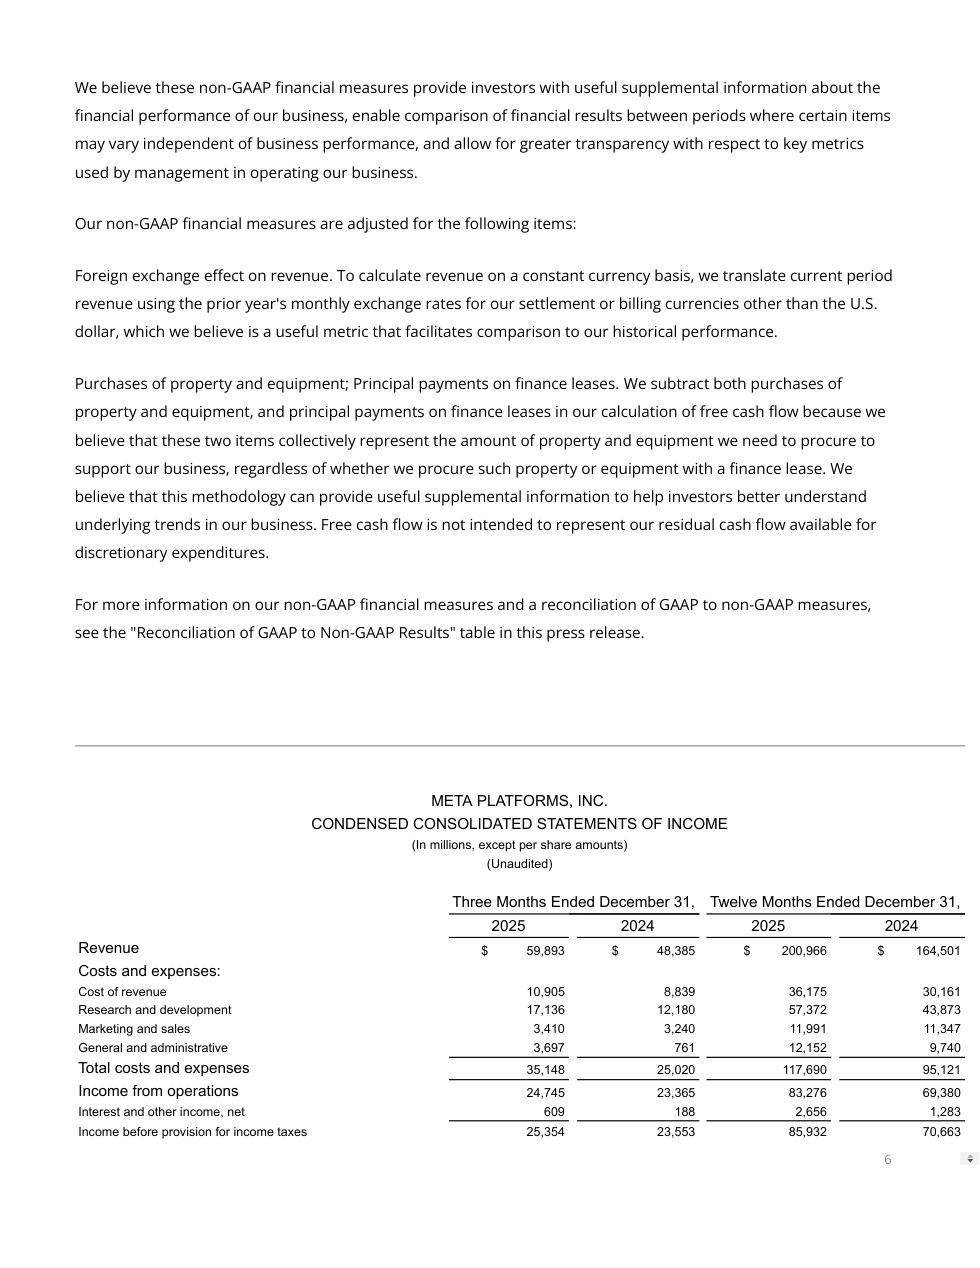 We believe these non-GAAP financial measures provide investors with useful supplemental information about the
financial performance of our business, enable comparison of financial results between periods where certain items
may vary independent of business performance, and allow for greater transparency with respect to key metrics
used by management in operating our business.
Our non-GAAP financial measures are adjusted for the following items:
Foreign exchange effect on revenue. To calculate revenue on a constant currency basis, we translate current period
revenue using the prior year's monthly exchange rates for our settlement or billing currencies other than the U.S.
dollar, which we believe is a useful metric that facilitates comparison to our historical performance.
Purchases of property and equipment; Principal payments on finance leases. We subtract both purchases of
property and equipment, and principal payments on finance leases in our calculation of free cash flow because we
believe that these two items collectively represent the amount of property and equipment we need to procure to
support our business, regardless of whether we procure such property or equipment with a finance lease. We
believe that this methodology can provide useful supplemental information to help investors better understand
underlying trends in our business. Free cash flow is not intended to represent our residual cash flow available for
discretionary expenditures.
For more information on our non-GAAP financial measures and a reconciliation of GAAP to non-GAAP measures,
see the "Reconciliation of GAAP to Non-GAAP Results" table in this press release.
META PLATFORMS, INC.
CONDENSED CONSOLIDATED STATEMENTS OF INCOME
(In millions, except per share amounts)
(Unaudited)
Three Months Ended December 31, Twelve Months Ended December 31,
2025 2024 2025 2024
Revenue $ 59,893 $ 48,385 $ 200,966 $ 164,501
Costs and expenses:
Cost of revenue 10,905 8,839 36,175 30,161
Research and development 17,136 12,180 57,372 43,873
Marketing and sales 3,410 3,240 11,991 11,347
General and administrative 3,697 761 12,152 9,740
Total costs and expenses 35,148 25,020 117,690 95,121
Income from operations 24,745 23,365 83,276 69,380
Interest and other income, net 609 188 2,656 1,283
Income before provision for income taxes 25,354 23,553 85,932 70,663
6